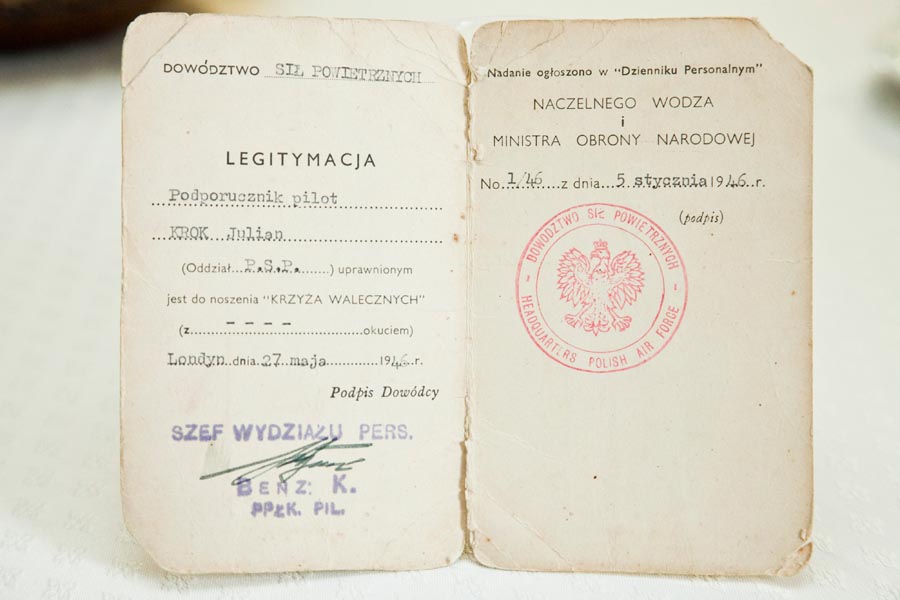 DOWÓDZTWO SIŁ POWIETRZNYCH
LEGITYMACJA
Podporucznik pilot
KROK Julian
(Oddział...P.S.P.........) uprawnionym
jest do noszenia "KRZYŻA WALECZNYCH"
(z......– – – –..............okuciem)
Londyn dnia 27 maja 1946 r.
Podpis Dowódcy
SZEF WYDZIAŁU PERS.
BENZ K.
PPŁK. PIL.
Nadanie ogłoszono w "Dzienniku Personalnym"
NACZELNEGO WODZA
i
MINISTRA OBRONY NARODOWEJ
No. 1/46 z dnia 5 stycznia 1946 r.
(podpis)
– DOWÓDZTWO SIŁ POWIETRZNYCH –
HEADQUARTERS POLISH AIR FORCE